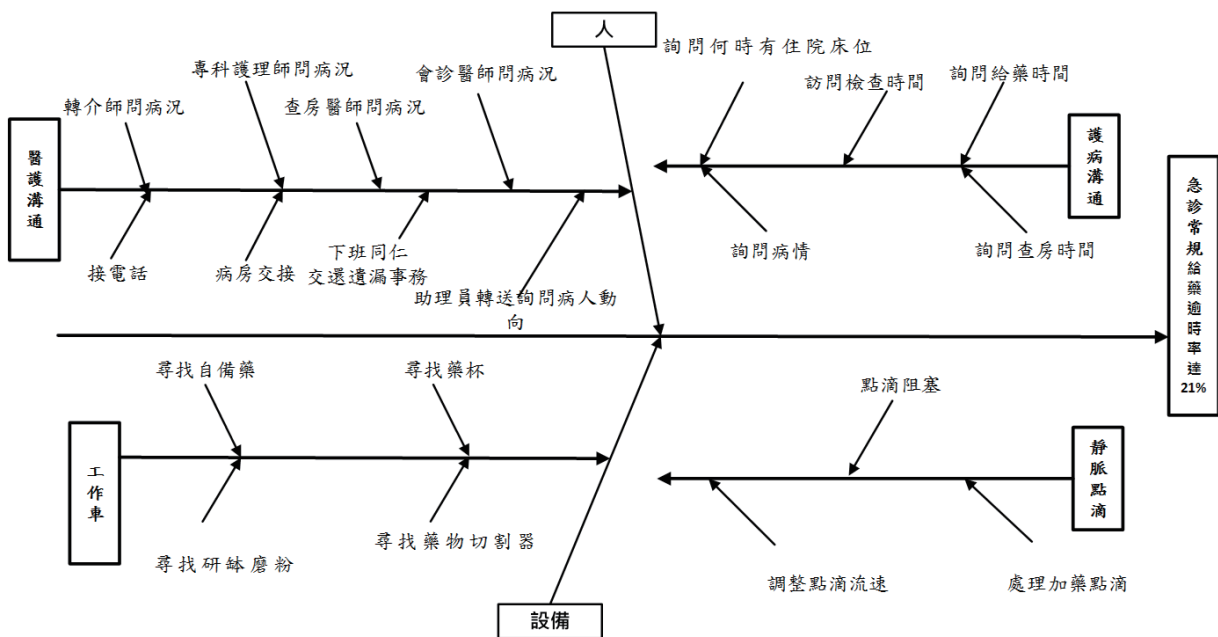 人
詢問何時有住院床位
專科護理師問病況
會診醫師問病況
訪問檢查時間
詢問給藥時間
轉介師問病況
查房醫師問病況
醫護溝通
護病溝通
接電話
病房交接
下班同仁
交還遺漏事務
助理員轉送詢問病人動
向
詢問病情
詢問查房時間
急診常規給藥逾時率達
21%
尋找自備藥
尋找藥杯
點滴阻塞
工作車
靜脈點滴
尋找研缽磨粉
尋找藥物切割器
調整點滴流速
處理加藥點滴
設備